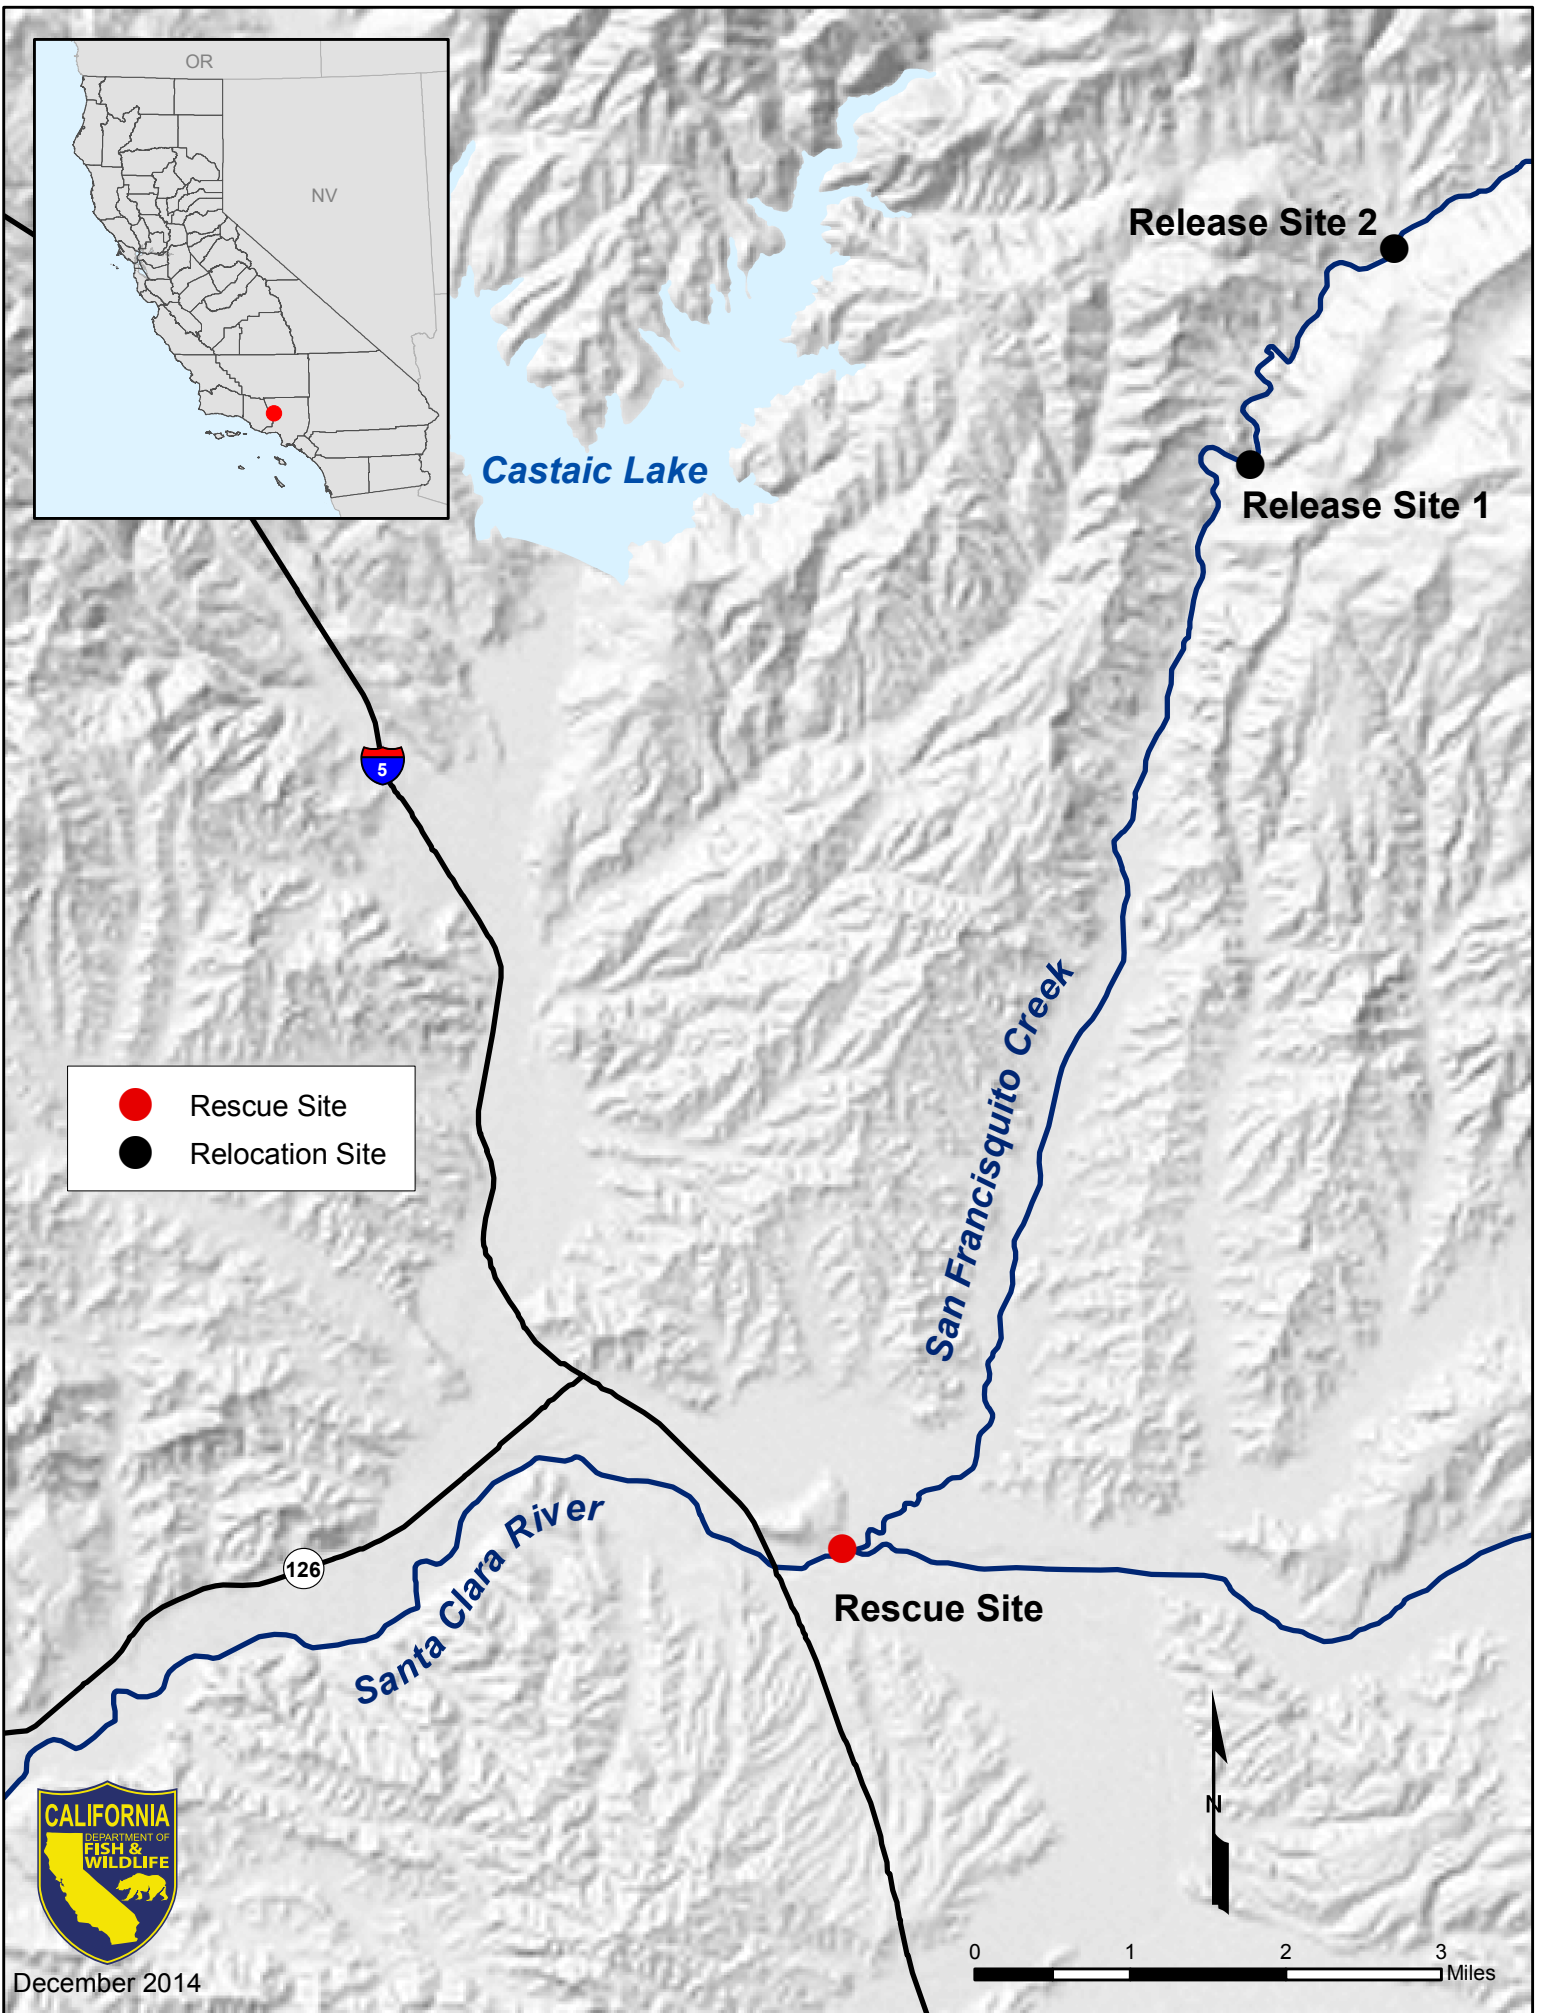 OR
NV
Release Site 2
Castaic Lake
Release Site 1
5
San Francisquito Creek
Rescue Site
Relocation Site
Santa Clara River
126
Rescue Site
N
CALIFORNIA
DEPARTMENT OF
FISH &
WILDLIFE
December 2014
0 1 2 3
Miles